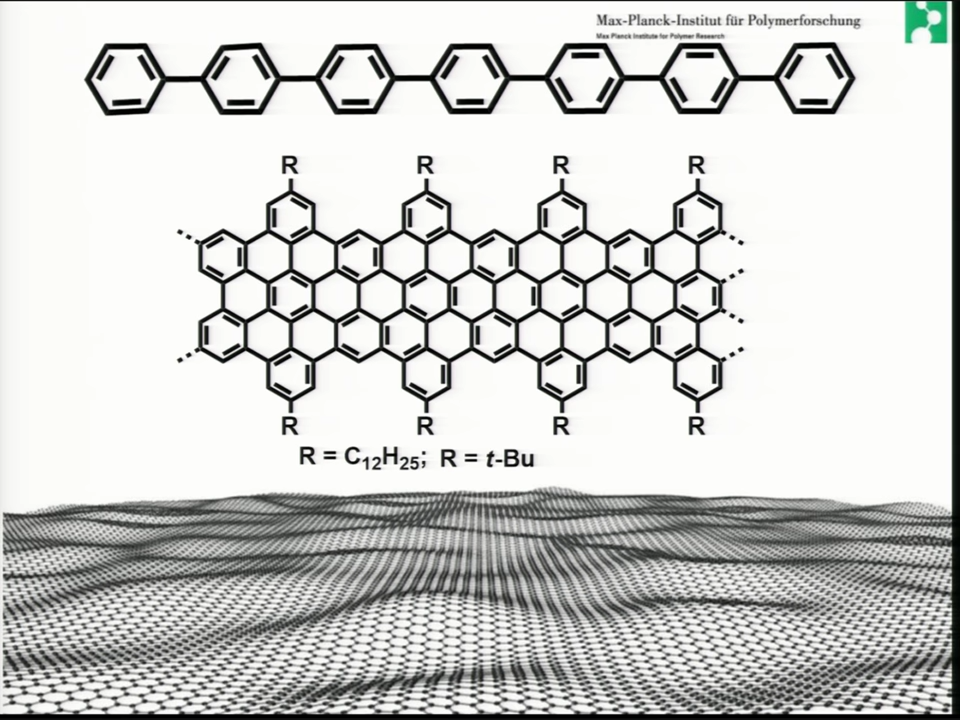 Max-Planck-Institut für Polymerforschung
Max Planck Institute for Polymer Research
R R R R
R R R R
R = C₁₂H₂₅; R = t-Bu